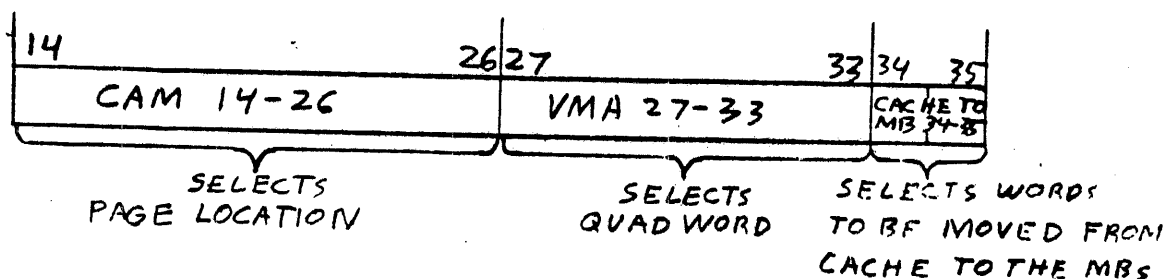 14 26 27 33 34 35
CAM 14-26 VMA 27-33 CACHE TO
MB 34-35
SELECTS SELECTS SELECTS WORDS
PAGE LOCATION QUAD WORD TO BE MOVED FROM
CACHE TO THE MBS